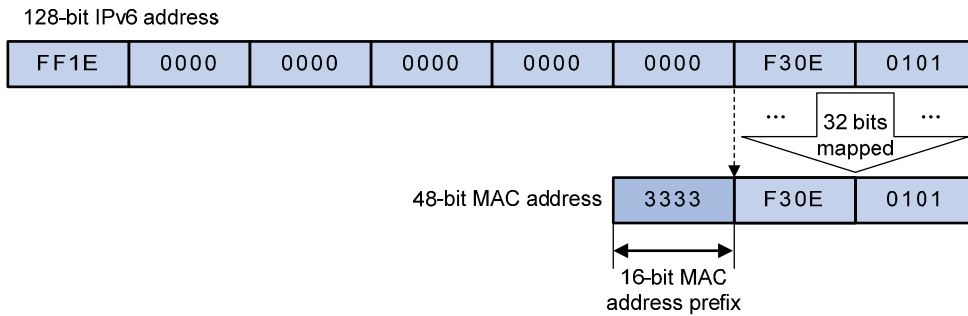 128-bit IPv6 address
FF1E 0000 0000 0000 0000 0000 F30E 0101
... 32 bits ...
mapped
48-bit MAC address 3333 F30E 0101
16-bit MAC
address prefix